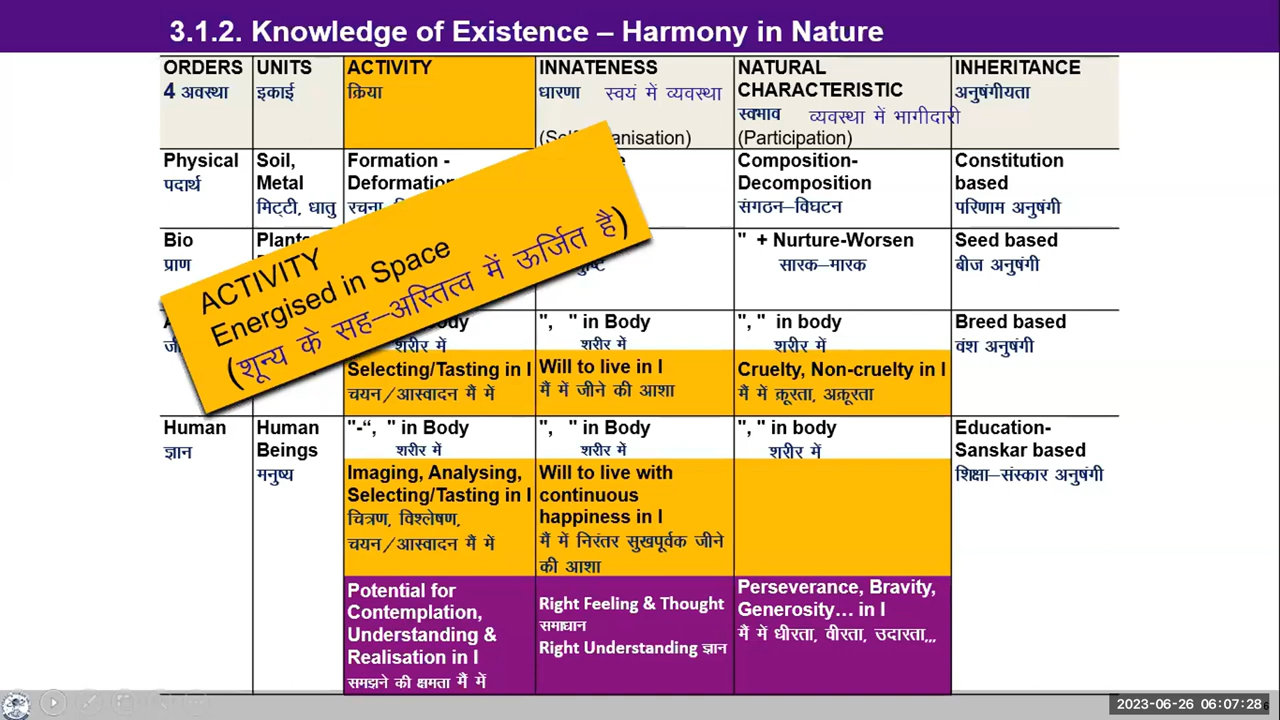 3.1.2. Knowledge of Existence – Harmony in Nature
ORDERS
4 अवस्था
UNITS
इकाई
ACTIVITY
क्रिया
INNATENESS
धारणा स्वयं में व्यवस्था
NATURAL
CHARACTERISTIC
स्वभाव व्यवस्था में भागीदारी
(Participation)
INHERITANCE
अनुषंगीयता
Physical
पदार्थ
Soil,
Metal
मिट्टी, धातु
Formation -
रचना
Composition-
Decomposition
संगठन–विघटन
Constitution
based
परिणाम अनुषंगी
Bio
प्राण
" + Nurture-Worsen
सारक–मारक
Seed based
बीज अनुषंगी
ACTIVITY
Energised in Space
(शून्य के सह–अस्तित्व में ऊर्जित है)
शरीर में
Selecting/Tasting in I
चयन/आस्वादन मैं में
", " in Body
शरीर में
Will to live in I
मैं में जीने की आशा
", " in body
शरीर में
Cruelty, Non-cruelty in I
मैं में क्रूरता, अक्रूरता
Breed based
वंश अनुषंगी
Human
ज्ञान
Human
Beings
मनुष्य
"-“, " in Body
शरीर में
Imaging, Analysing,
Selecting/Tasting in I
चित्रण, विश्लेषण,
चयन/आस्वादन मैं में
Potential for
Contemplation,
Understanding &
Realisation in I
समझने की क्षमता मैं में
", " in Body
शरीर में
Will to live with
continuous
happiness in I
मैं में निरंतर सुखपूर्वक जीने
की आशा
Right Feeling & Thought
समाधान
Right Understanding ज्ञान
", " in body
शरीर में
Perseverance, Bravity,
Generosity… in I
मैं में धीरता, वीरता, उदारता,,,
Education-
Sanskar based
शिक्षा–संस्कार अनुषंगी
2023-06-26 06:07:28